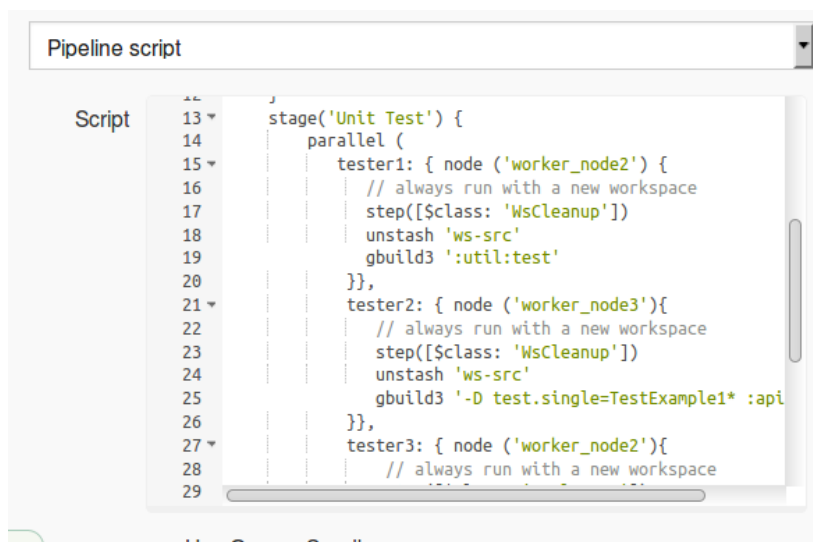 Pipeline script
Script
12 }
13 stage('Unit Test') {
14 parallel (
15 tester1: { node ('worker_node2') {
16 // always run with a new workspace
17 step([$class: 'WsCleanup'])
18 unstash 'ws-src'
19 gbuild3 ':util:test'
20 }},
21 tester2: { node ('worker_node3'){
22 // always run with a new workspace
23 step([$class: 'WsCleanup'])
24 unstash 'ws-src'
25 gbuild3 '-D test.single=TestExample1* :api
26 }},
27 tester3: { node ('worker_node2'){
28 // always run with a new workspace
29